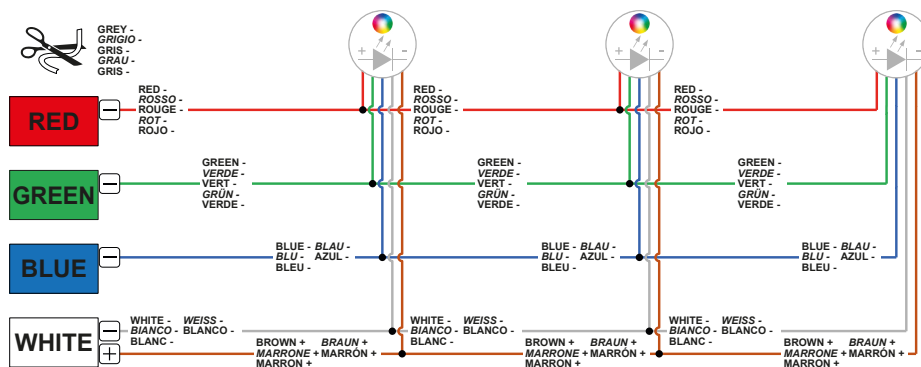 GREY -
GRIGIO -
GRIS -
GRAU -
GRIS -
+ -
+ -
+ -
RED
−
RED -
ROSSO -
ROUGE -
ROT -
ROJO -
RED -
ROSSO -
ROUGE -
ROT -
ROJO -
RED -
ROSSO -
ROUGE -
ROT -
ROJO -
GREEN
−
GREEN -
VERDE -
VERT -
GRÜN -
VERDE -
GREEN -
VERDE -
VERT -
GRÜN -
VERDE -
GREEN -
VERDE -
VERT -
GRÜN -
VERDE -
BLUE
−
BLUE - BLAU -
BLU - AZUL -
BLEU -
BLUE - BLAU -
BLU - AZUL -
BLEU -
BLUE - BLAU -
BLU - AZUL -
BLEU -
WHITE
−
+
WHITE - WEISS -
BIANCO - BLANCO -
BLANC -
WHITE - WEISS -
BIANCO - BLANCO -
BLANC -
WHITE - WEISS -
BIANCO - BLANCO -
BLANC -
BROWN + BRAUN +
MARRONE + MARRÓN +
MARRON +
BROWN + BRAUN +
MARRONE + MARRÓN +
MARRON +
BROWN + BRAUN +
MARRONE + MARRÓN +
MARRON +